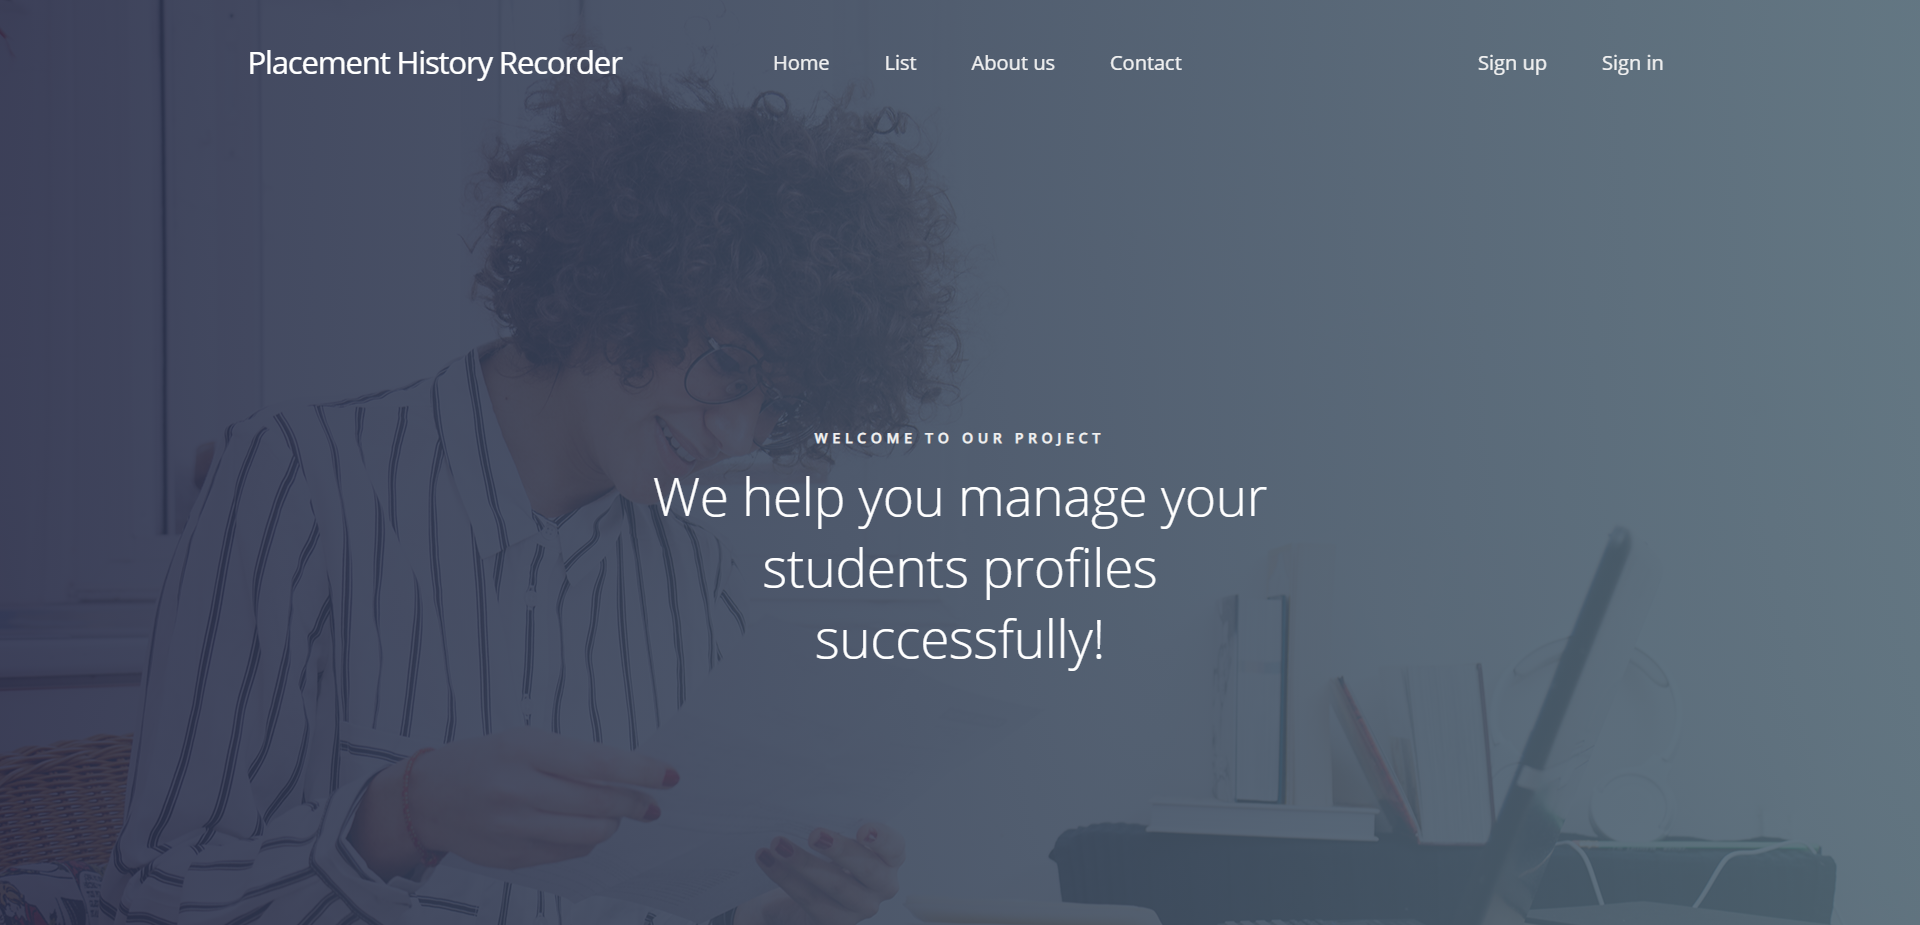 Placement History Recorder
Home List About us Contact
Sign up Sign in
WELCOME TO OUR PROJECT
We help you manage your
students profiles
successfully!